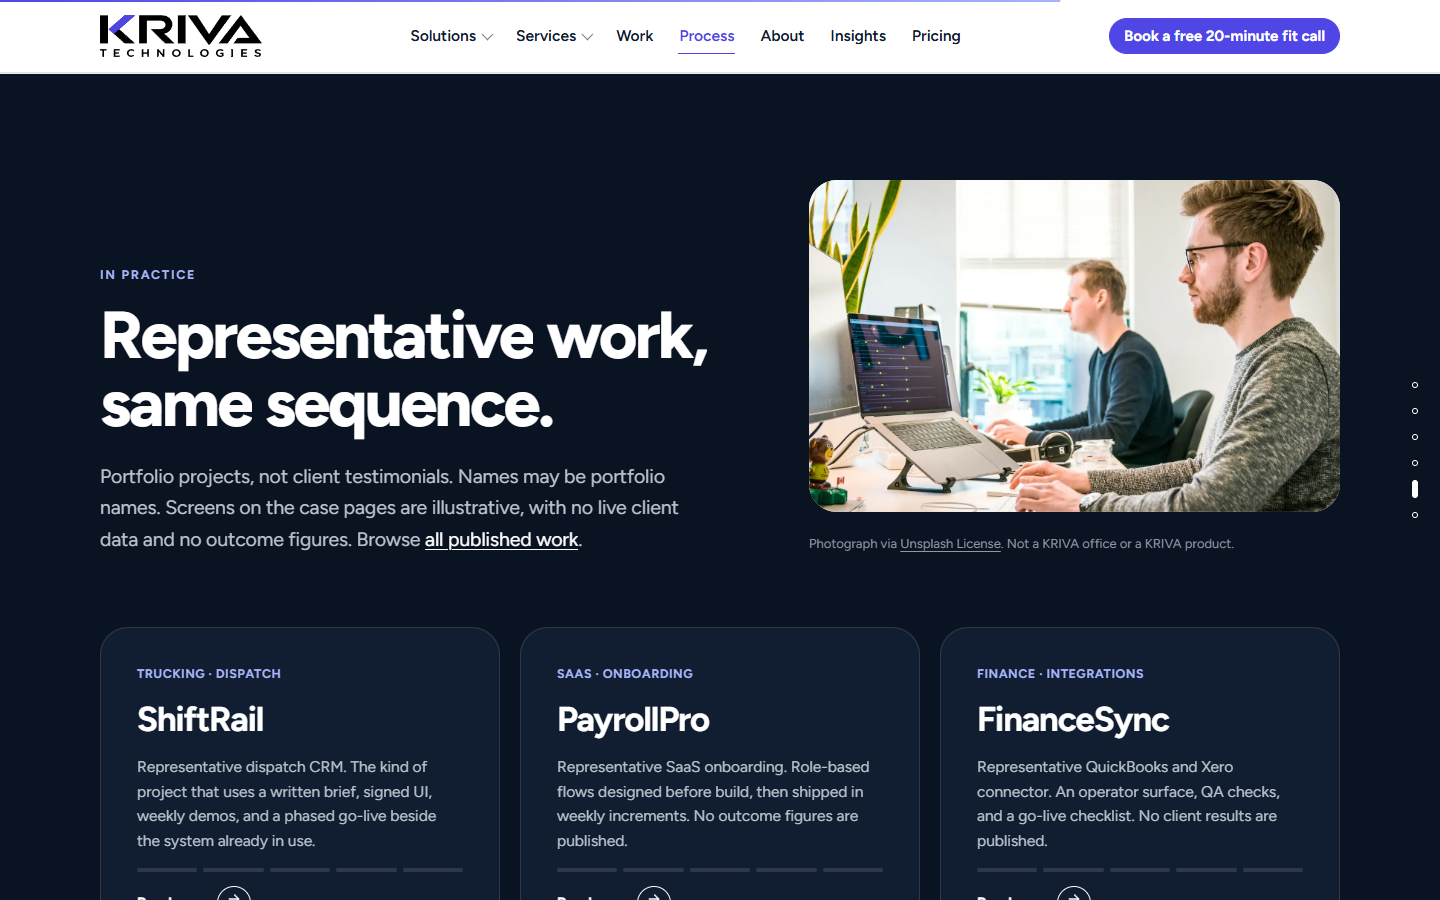 KRIVA
TECHNOLOGIES
Solutions
Services
Work
Process
About
Insights
Pricing
Book a free 20-minute fit call
IN PRACTICE
Representative work,
same sequence.
Portfolio projects, not client testimonials. Names may be portfolio
names. Screens on the case pages are illustrative, with no live client
data and no outcome figures. Browse all published work.
Photograph via Unsplash License. Not a KRIVA office or a KRIVA product.
TRUCKING · DISPATCH
ShiftRail
Representative dispatch CRM. The kind of
project that uses a written brief, signed UI,
weekly demos, and a phased go-live beside
the system already in use.
SAAS · ONBOARDING
PayrollPro
Representative SaaS onboarding. Role-based
flows designed before build, then shipped in
weekly increments. No outcome figures are
published.
FINANCE · INTEGRATIONS
FinanceSync
Representative QuickBooks and Xero
connector. An operator surface, QA checks,
and a go-live checklist. No client results are
published.